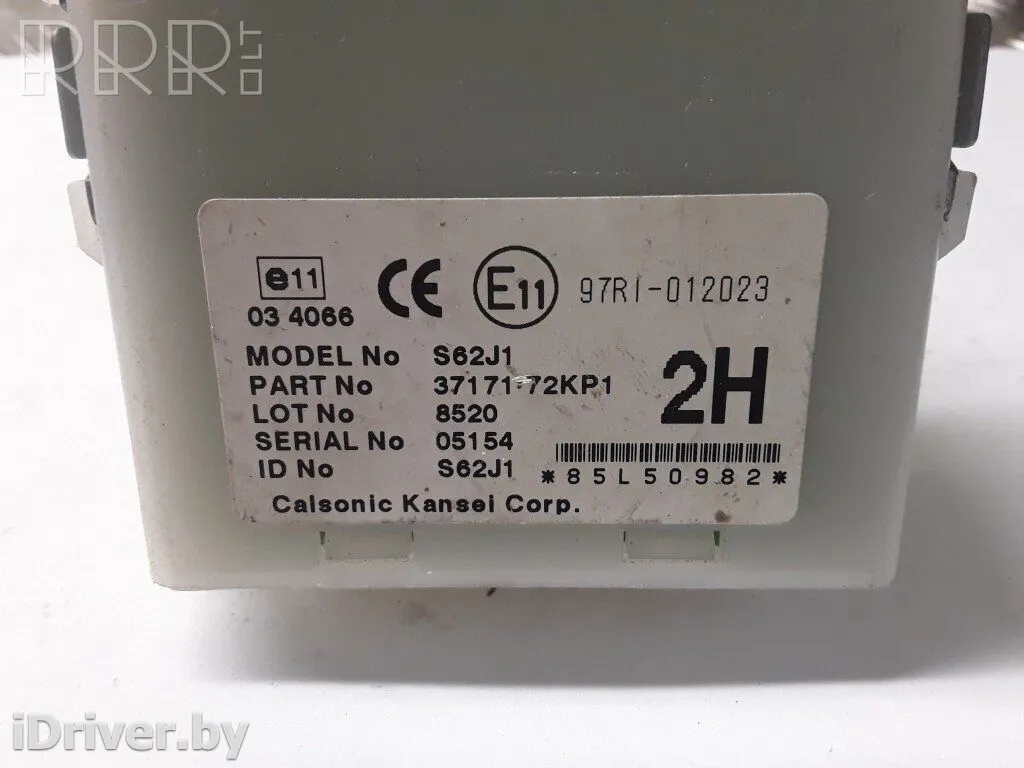 RRR.LT
e11
03 4066
CE
E11
97RI-012023
MODEL No S62J1
PART No 37171-72KP1
LOT No 8520
SERIAL No 05154
ID No S62J1
2H
*85L50982*
Calsonic Kansei Corp.
iDriver.by